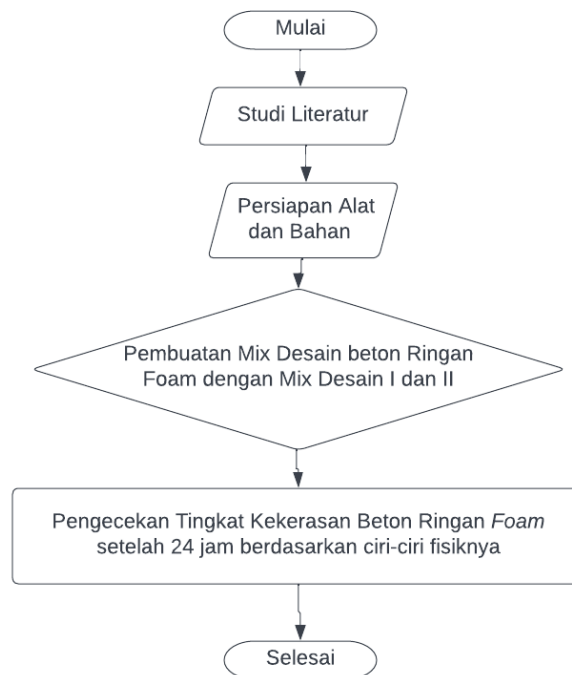 Mulai
Studi Literatur
Persiapan Alat
dan Bahan
Pembuatan Mix Desain beton Ringan
Foam dengan Mix Desain I dan II
Pengecekan Tingkat Kekerasan Beton Ringan Foam
setelah 24 jam berdasarkan ciri-ciri fisiknya
Selesai